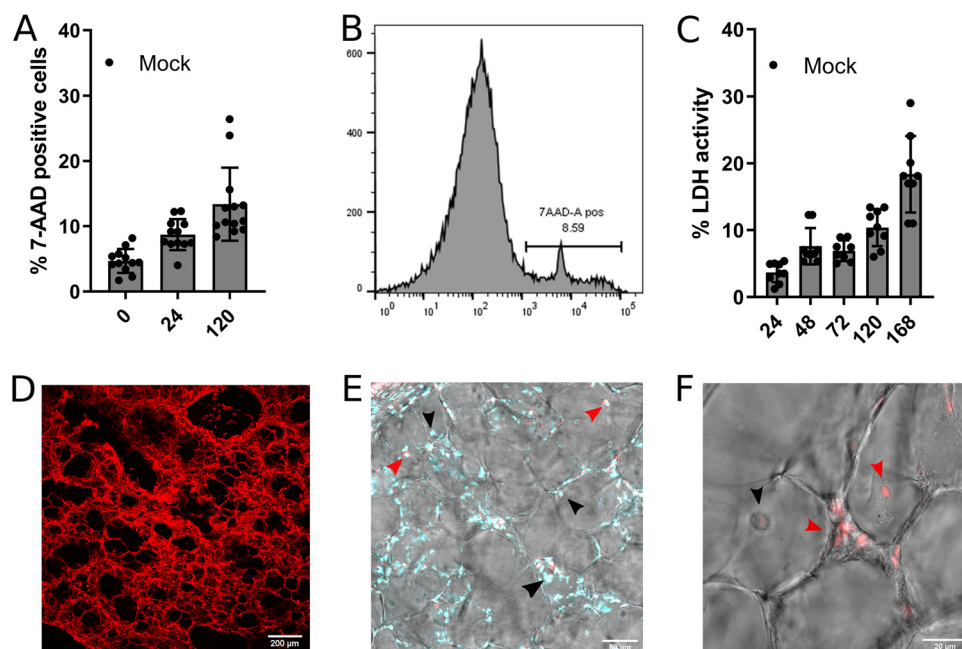 A
% 7-AAD positive cells
40
30
20
10
0
Mock
0
24
120
B
600
400
200
0
7AAD-A pos
8.59
10^0
10^1
10^2
10^3
10^4
10^5
C
% LDH activity
40
30
20
10
0
Mock
24
48
72
120
168
D
200 µm
E
F
20 µm